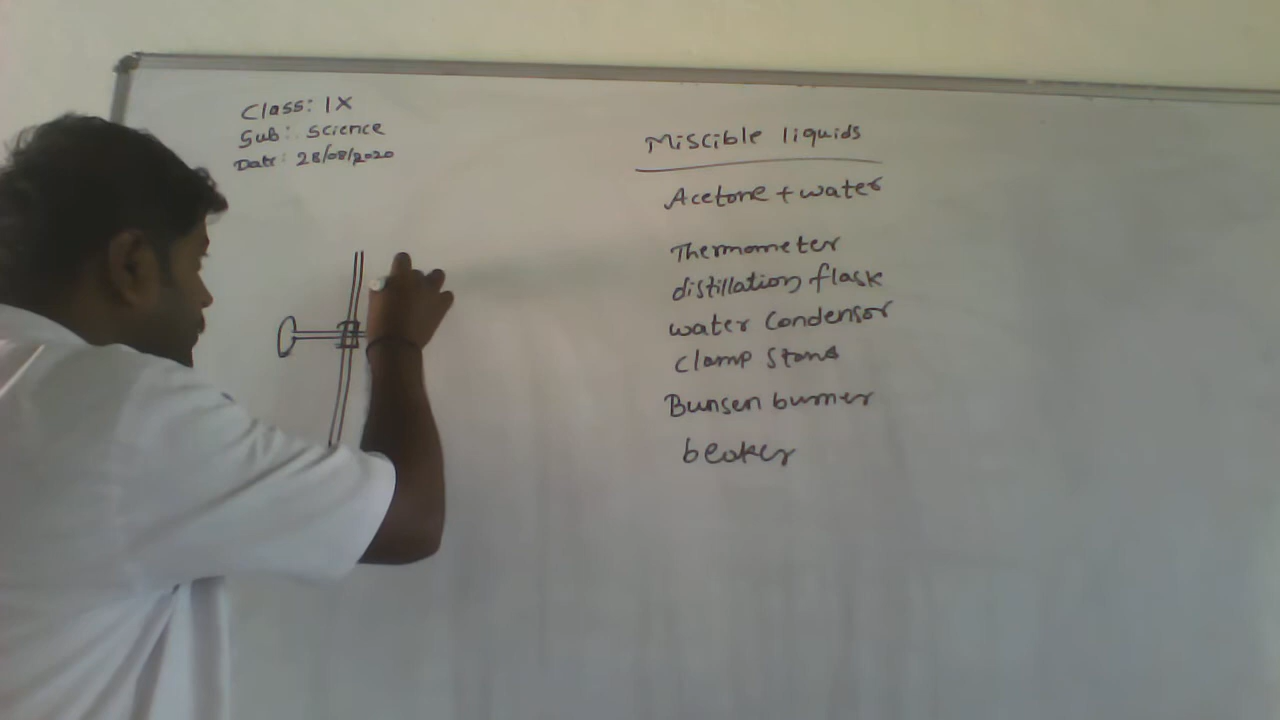 Class: IX
Sub: Science
Date: 28/08/2020
Miscible liquids
Acetone + water
Thermometer
distillation flask
water Condensor
Clamp Stand
Bunsen burner
beaker